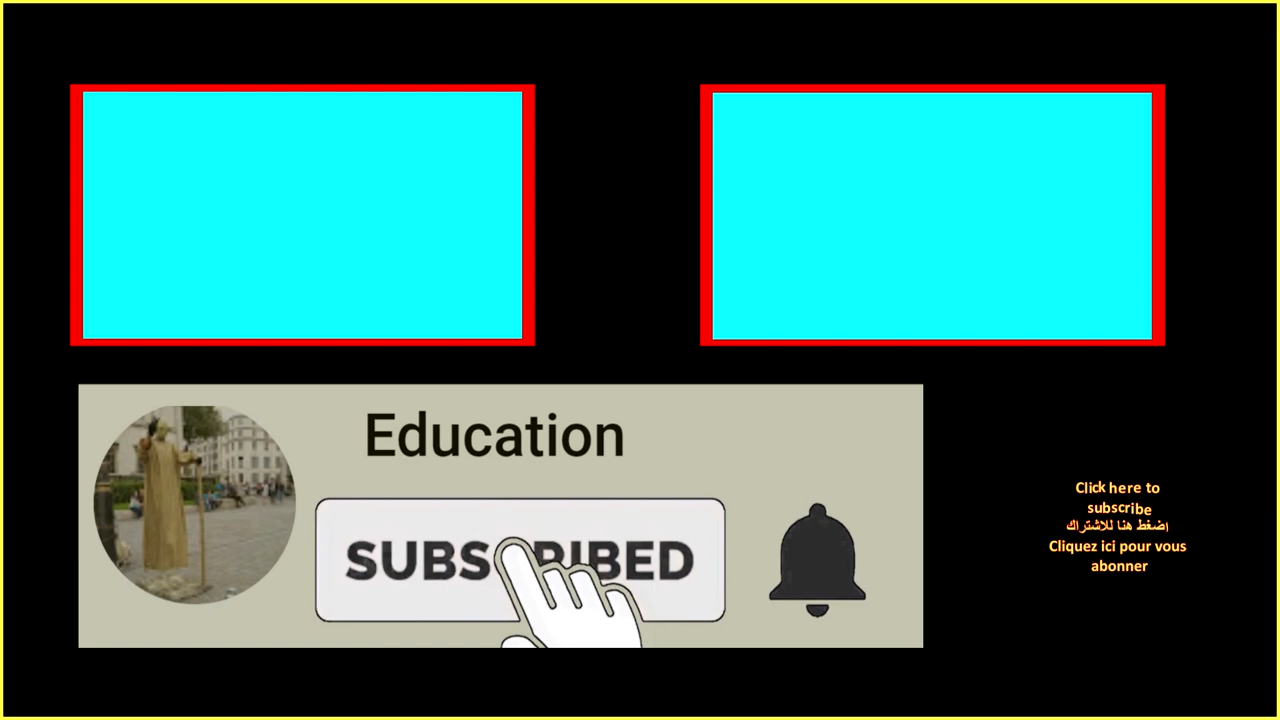 Education
SUBSCRIBED
Click here to
subscribe
اضغط هنا للاشتراك
Cliquez ici pour vous
abonner